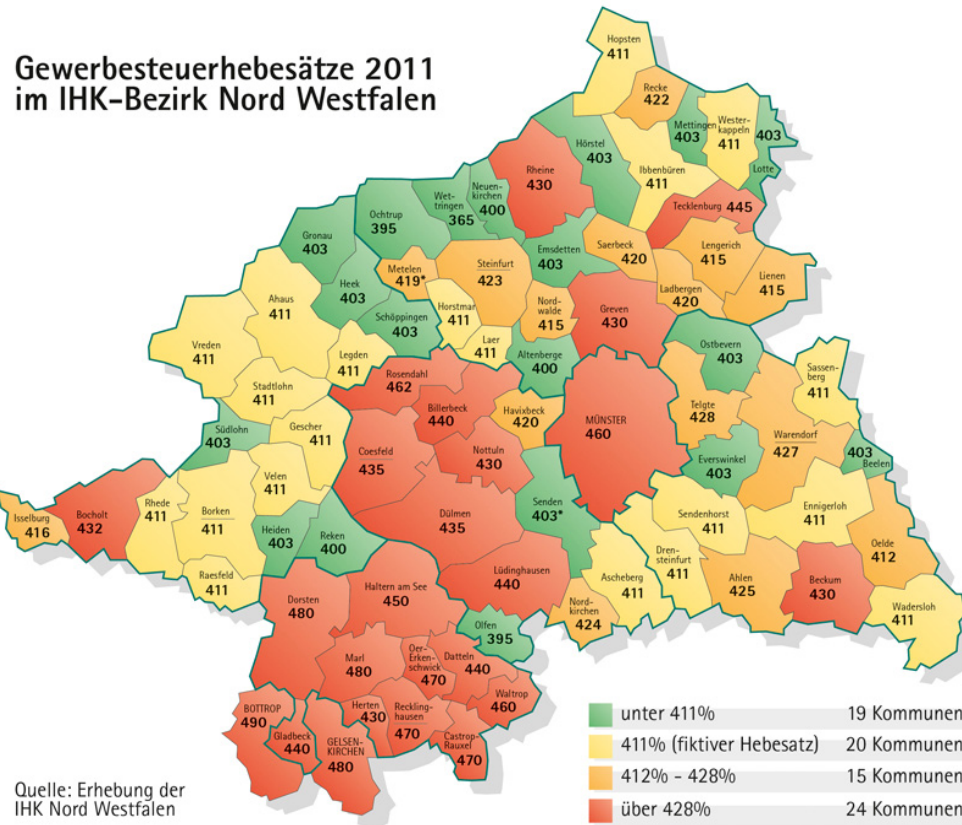 Gewerbesteuerhebesätze 2011
im IHK-Bezirk Nord Westfalen
Hopsten
411
Recke
422
Mettingen
403
Wester-
kappeln
411
403
Lotte
Hörstel
403
Ibbenbüren
411
Rheine
430
Tecklenburg 445
Neuen-
kirchen
400
Wet-
tringen
365
Ochtrup
395
Gronau
403
Metelen
419*
Steinfurt
423
Emsdetten
403
Saerbeck
420
Lengerich
415
Lienen
415
Ladbergen
420
Heek
403
Ahaus
411
Schöppingen
403
Horstmar
411
Nord-
walde
415
Greven
430
Laer
411
Altenberge
400
Ostbevern
403
Vreden
411
Legden
411
Sassen-
berg
411
Stadtlohn
411
Rosendahl
462
Billerbeck
440
Havixbeck
420
MÜNSTER
460
Telgte
428
Warendorf
427
Südlohn
403
Gescher
411
Coesfeld
435
Nottuln
430
Everswinkel
403
403
Beelen
Velen
411
Senden
403*
Isselburg
416
Bocholt
432
Rhede
411
Borken
411
Heiden
403
Reken
400
Dülmen
435
Sendenhorst
411
Ennigerloh
411
Oelde
412
Dren-
steinfurt
411
Raesfeld
411
Lüdinghausen
440
Ascheberg
411
Ahlen
425
Beckum
430
Wadersloh
411
Dorsten
480
Haltern am See
450
Nord-
kirchen
424
Olfen
395
Marl
480
Oer-
Erken-
schwick
470
Datteln
440
Waltrop
460
BOTTROP
490
Gladbeck
440
GELSEN-
KIRCHEN
480
Herten
430
Reckling-
hausen
470
Castrop-
Rauxel
470
unter 411% 19 Kommunen
411% (fiktiver Hebesatz) 20 Kommunen
412% - 428% 15 Kommunen
über 428% 24 Kommunen
Quelle: Erhebung der
IHK Nord Westfalen